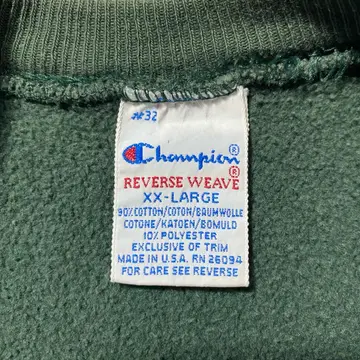 #32
Champion®
REVERSE WEAVE®
XX-LARGE
90% COTTON/COTON/BAUMWOLLE
COTONE/KATOEN/BOMULD
10% POLYESTER
EXCLUSIVE OF TRIM
MADE IN U.S.A. RN 26094
FOR CARE SEE REVERSE